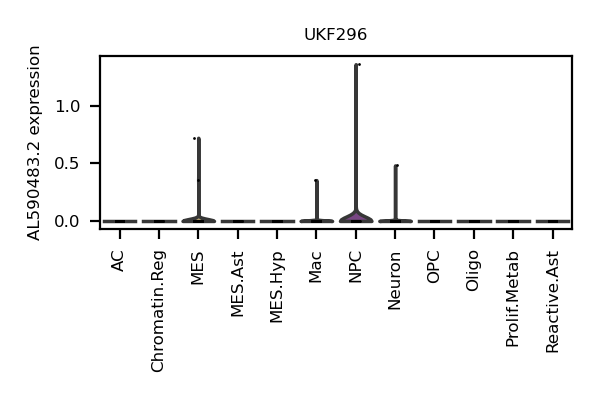 UKF296
AL590483.2 expression
1.0
0.5
0.0
AC
Chromatin.Reg
MES
MES.Ast
MES.Hyp
Mac
NPC
Neuron
OPC
Oligo
Prolif.Metab
Reactive.Ast